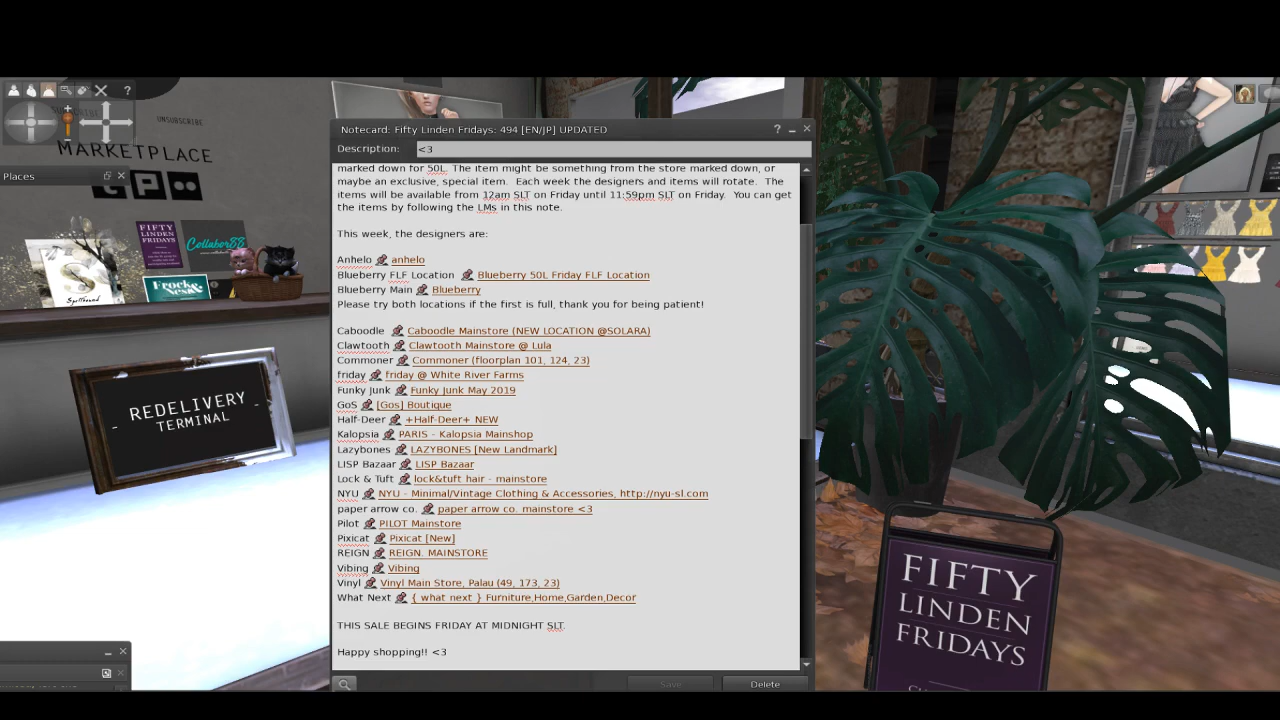 UNSUBSCRIBE
MARKETPLACE
Places
FIFTY
LINDEN
FRIDAYS
Collabor88
Spellbound
REDELIVERY
TERMINAL
Notecard: Fifty Linden Fridays: 494 [EN/JP] UPDATED
Description: <3
marked down for 50L. The item might be something from the store marked down, or
maybe an exclusive, special item. Each week the designers and items will rotate. The
items will be available from 12am SLT on Friday until 11:59pm SLT on Friday. You can get
the items by following the LMs in this note.
This week, the designers are:
Anhelo anhelo
Blueberry FLF Location Blueberry 50L Friday FLF Location
Blueberry Main Blueberry
Please try both locations if the first is full, thank you for being patient!
Caboodle Caboodle Mainstore (NEW LOCATION @SOLARA)
Clawtooth Clawtooth Mainstore @ Lula
Commoner Commoner (floorplan 101, 124, 23)
friday friday @ White River Farms
Funky Junk Funky Junk May 2019
GoS [Gos] Boutique
Half-Deer +Half-Deer+ NEW
Kalopsia PARIS - Kalopsia Mainshop
Lazybones LAZYBONES [New Landmark]
LISP Bazaar LISP Bazaar
Lock & Tuft lock&tuft hair - mainstore
NYU NYU - Minimal/Vintage Clothing & Accessories, http://nyu-sl.com
paper arrow co. paper arrow co. mainstore <3
Pilot PILOT Mainstore
Pixicat Pixicat [New]
REIGN REIGN. MAINSTORE
Vibing Vibing
Vinyl Vinyl Main Store, Palau (49, 173, 23)
What Next { what next } Furniture,Home,Garden,Decor
THIS SALE BEGINS FRIDAY AT MIDNIGHT SLT.
Happy shopping!! <3
Save Delete
FIFTY
LINDEN
FRIDAYS